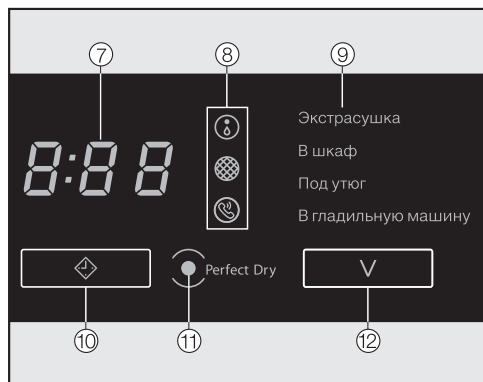 ⑦ ⑧ ⑨
8:88
Экстрасушка
В шкаф
Под утюг
В гладильную машину
Perfect Dry
⑩ ⑪ ⑫